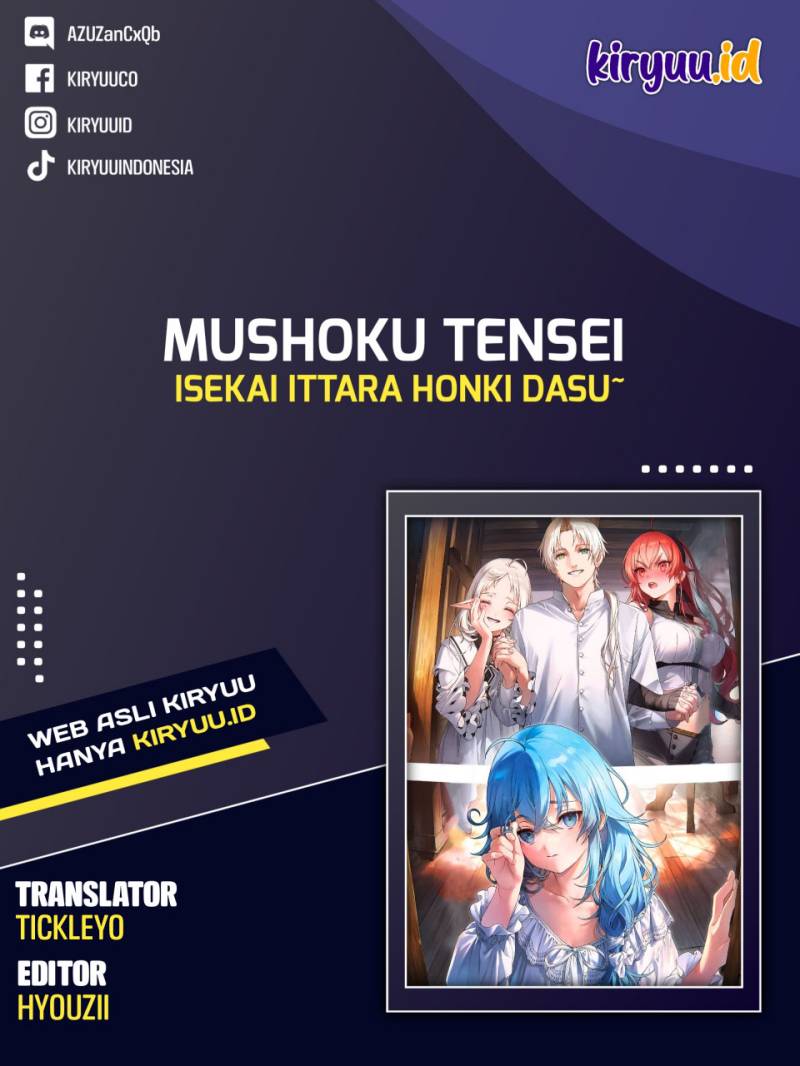 AZUZanCxQb
kiryuu.id
KIRYUUCO
KIRYUUID
KIRYUUINDONESIA
MUSHOKU TENSEI
ISEKAI ITTARA HONKI DASU~
WEB ASLI KIRYUU
HANYA KIRYUU.ID
TRANSLATOR
TICKLEYO
EDITOR
HYOUZII